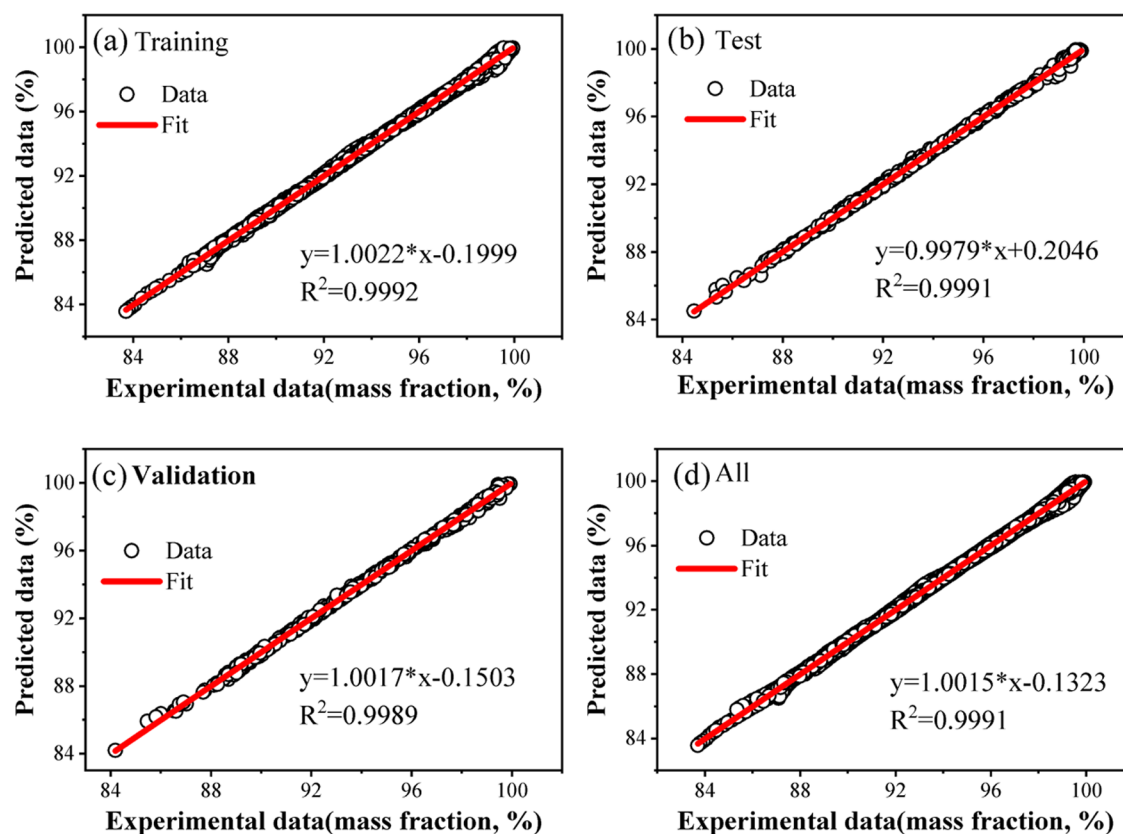 (a) Training
Data
Fit
y=1.0022*x-0.1999
R²=0.9992
Predicted data (%)
100
96
92
88
84
84 88 92 96 100
Experimental data(mass fraction, %)
(b) Test
Data
Fit
y=0.9979*x+0.2046
R²=0.9991
Predicted data (%)
100
96
92
88
84
84 88 92 96 100
Experimental data(mass fraction, %)
(c) Validation
Data
Fit
y=1.0017*x-0.1503
R²=0.9989
Predicted data (%)
100
96
92
88
84
84 88 92 96 100
Experimental data(mass fraction, %)
(d) All
Data
Fit
y=1.0015*x-0.1323
R²=0.9991
Predicted data (%)
100
96
92
88
84
84 88 92 96 100
Experimental data(mass fraction, %)